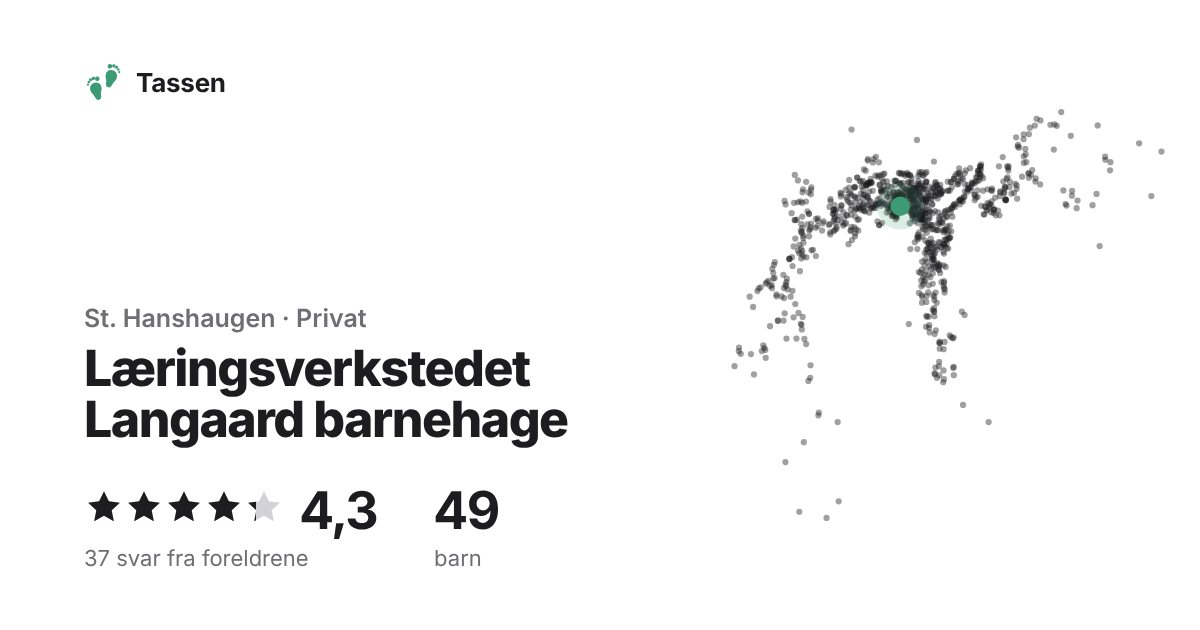 Tassen
St. Hanshaugen · Privat
Læringsverkstedet
Langaard barnehage
4,3
49
37 svar fra foreldrene
barn